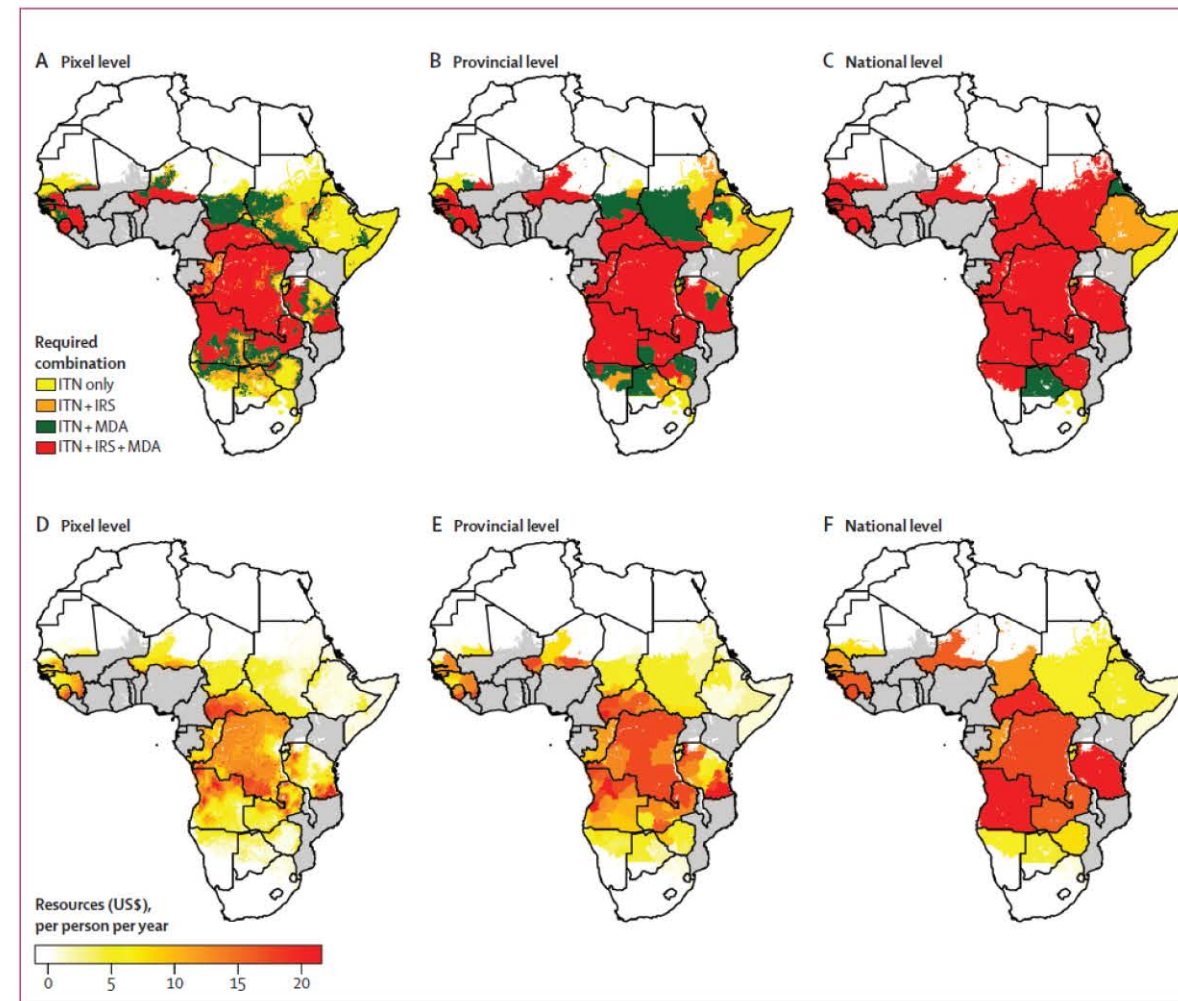 A Pixel level
B Provincial level
C National level
Required
combination
ITN only
ITN + IRS
ITN + MDA
ITN + IRS + MDA
D Pixel level
E Provincial level
F National level
Resources (US$),
per person per year
0 5 10 15 20